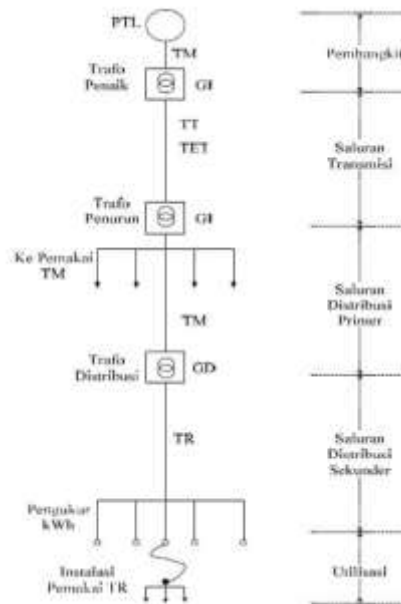 PTL
TM
Pembangkit
Trafo
Penaik
GI
TT
TET
Saluran
Transmisi
Trafo
Penurun
GI
Ke Pemakai
TM
TM
Saluran
Distribusi
Primer
Trafo
Distribusi
GD
TR
Saluran
Distribusi
Sekunder
Pengukur
kWh
Instalasi
Pemakai TR
Utilisasi